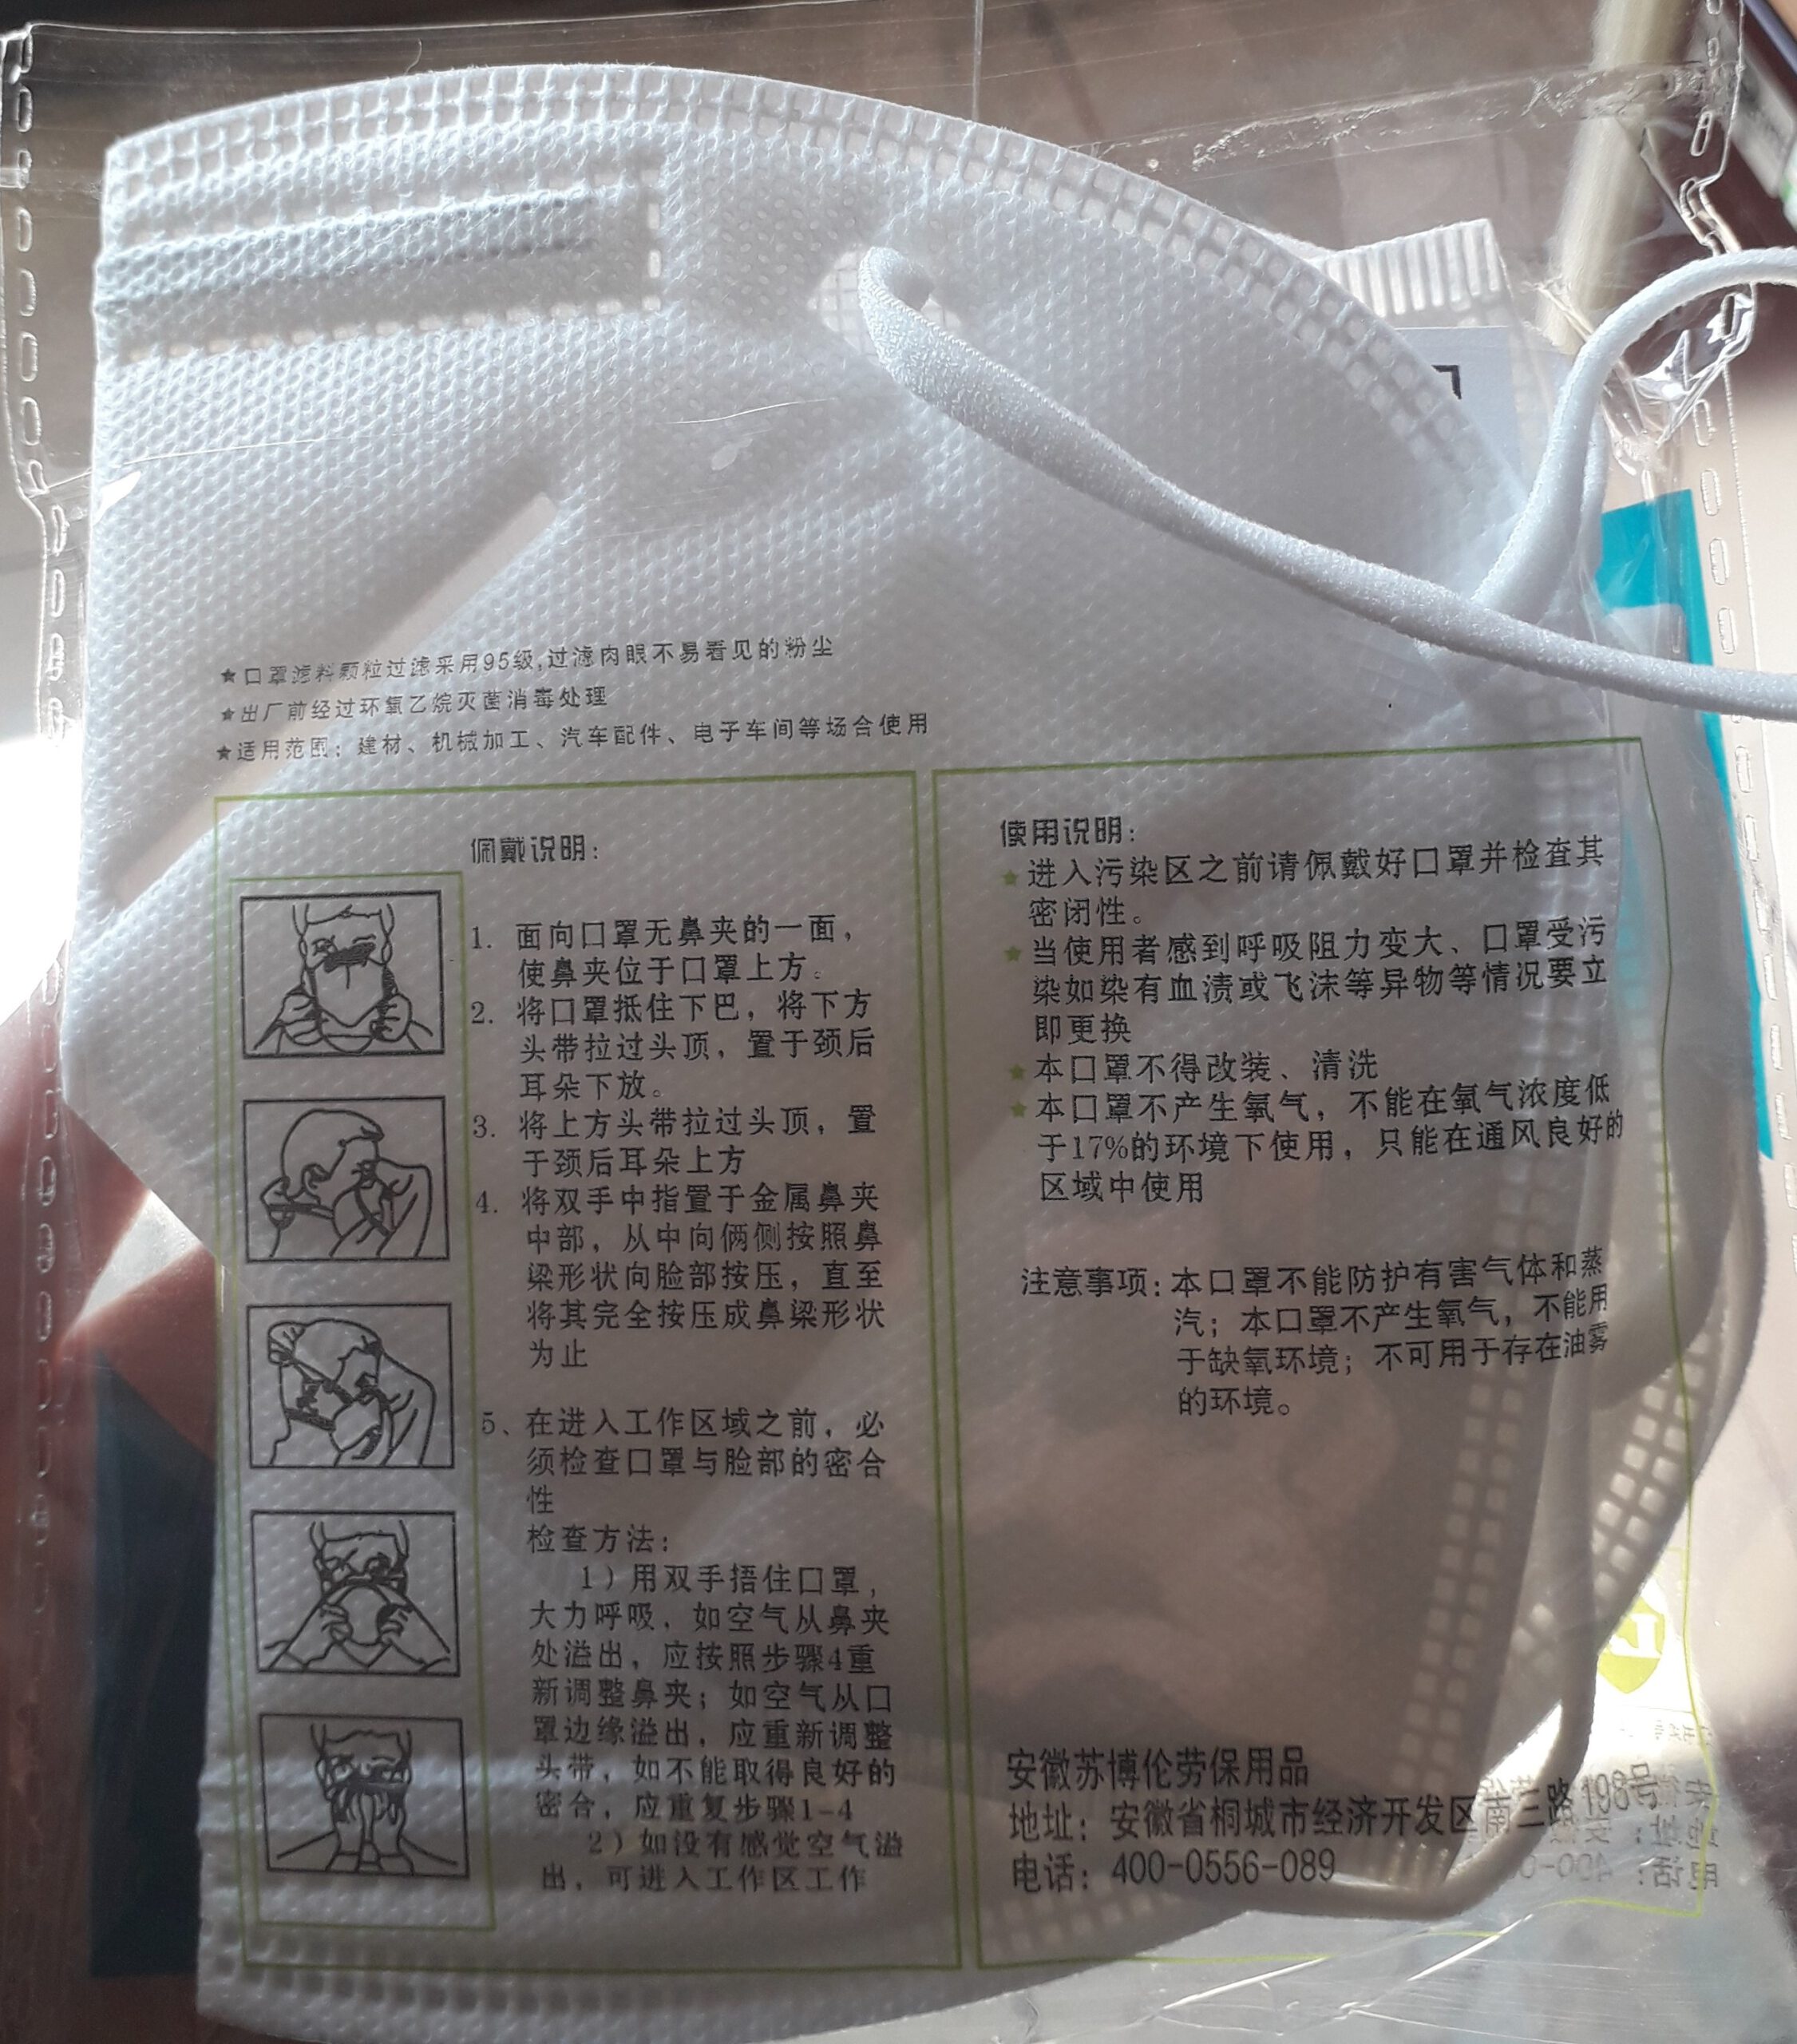 ★口罩滤料颗粒过滤采用95级,过滤肉眼不易看见的粉尘
★出厂前经过环氧乙烷灭菌消毒处理
★适用范围：建材、机械加工、汽车配件、电子车间等场合使用
佩戴说明：
1. 面向口罩无鼻夹的一面，
使鼻夹位于口罩上方。
2. 将口罩抵住下巴，将下方
头带拉过头顶，置于颈后
耳朵下放。
3. 将上方头带拉过头顶，置
于颈后耳朵上方
4. 将双手中指置于金属鼻夹
中部，从中向俩侧按照鼻
梁形状向脸部按压，直至
将其完全按压成鼻梁形状
为止
5、在进入工作区域之前，必
须检查口罩与脸部的密合
性
检查方法：
1）用双手捂住口罩，
大力呼吸，如空气从鼻夹
处溢出，应按照步骤4重
新调整鼻夹；如空气从口
罩边缘溢出，应重新调整
头带，如不能取得良好的
密合，应重复步骤1-4
2）如没有感觉空气溢
出，可进入工作区工作
使用说明：
★进入污染区之前请佩戴好口罩并检查其
密闭性。
★当使用者感到呼吸阻力变大、口罩受污
染如染有血渍或飞沫等异物等情况要立
即更换
★本口罩不得改装、清洗
★本口罩不产生氧气，不能在氧气浓度低
于17%的环境下使用，只能在通风良好的
区域中使用
注意事项：本口罩不能防护有害气体和蒸
汽；本口罩不产生氧气，不能用
于缺氧环境；不可用于存在油雾
的环境。
安徽苏博伦劳保用品
地址：安徽省桐城市经济开发区南三路198号
电话：400-0556-089